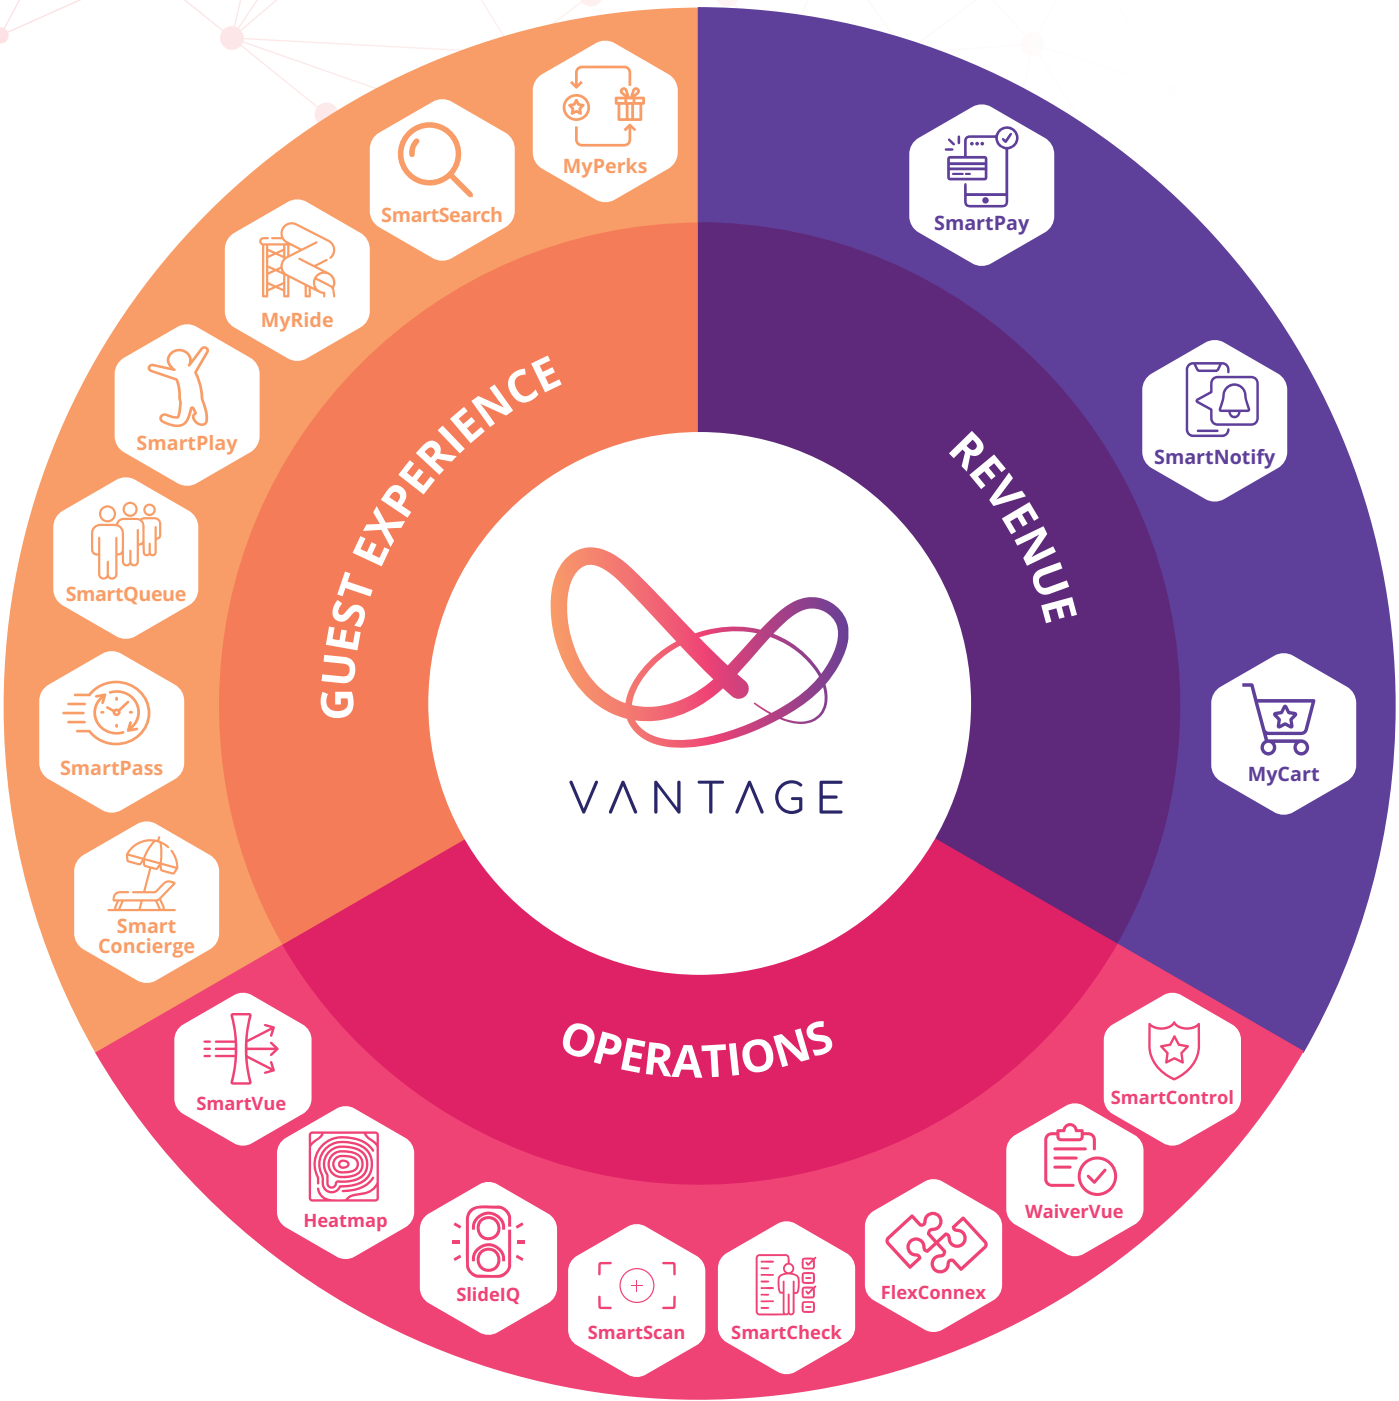 MyPerks
SmartSearch
MyRide
SmartPlay
SmartQueue
SmartPass
Smart
Concierge
GUEST EXPERIENCE
SmartPay
SmartNotify
MyCart
REVENUE
VANTAGE
OPERATIONS
SmartVue
Heatmap
SlideIQ
SmartScan
SmartCheck
FlexConnex
WaiverVue
SmartControl